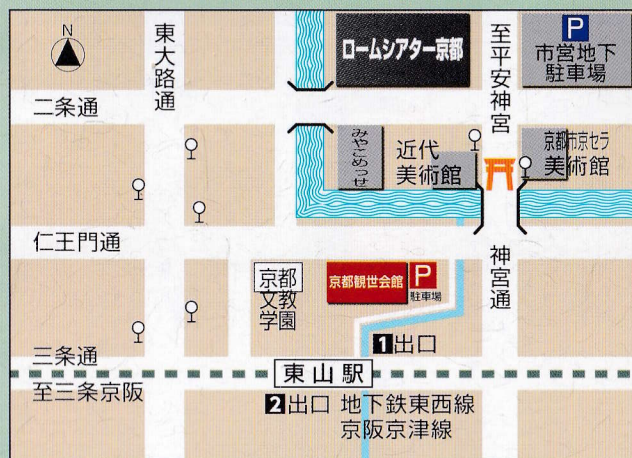 N
東大路通
ロームシアター京都
至平安神宮
P
市営地下
駐車場
二条通
みやこめっせ
近代
美術館
京都市京セラ
美術館
仁王門通
神宮通
京都
文教
学園
京都観世会館
P
駐車場
1出口
三条通
東山駅
至三条京阪
2出口 地下鉄東西線
京阪京津線